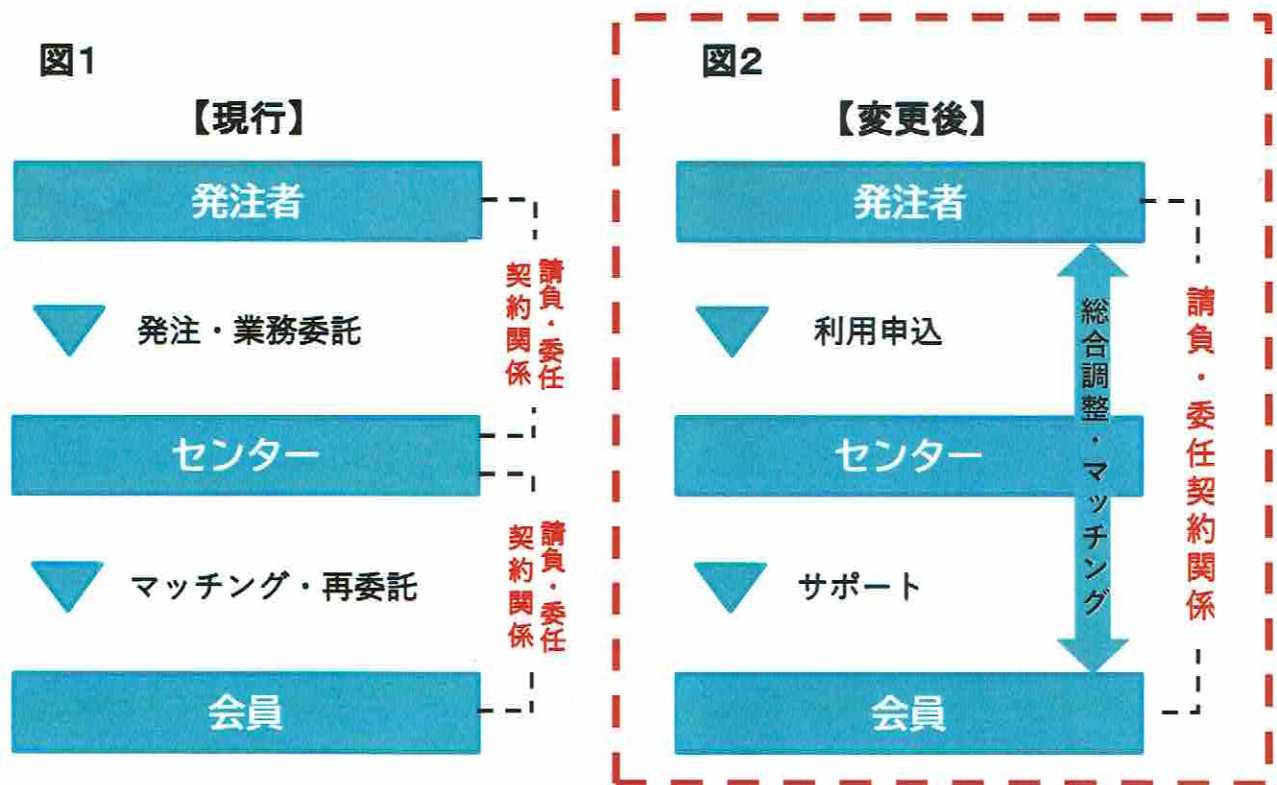 図1
【現行】
発注者
発注・業務委託
請負・委任
契約関係
センター
マッチング・再委託
請負・委任
契約関係
会員
図2
【変更後】
発注者
利用申込
総合調整・マッチング
請負・委任契約関係
センター
サポート
会員